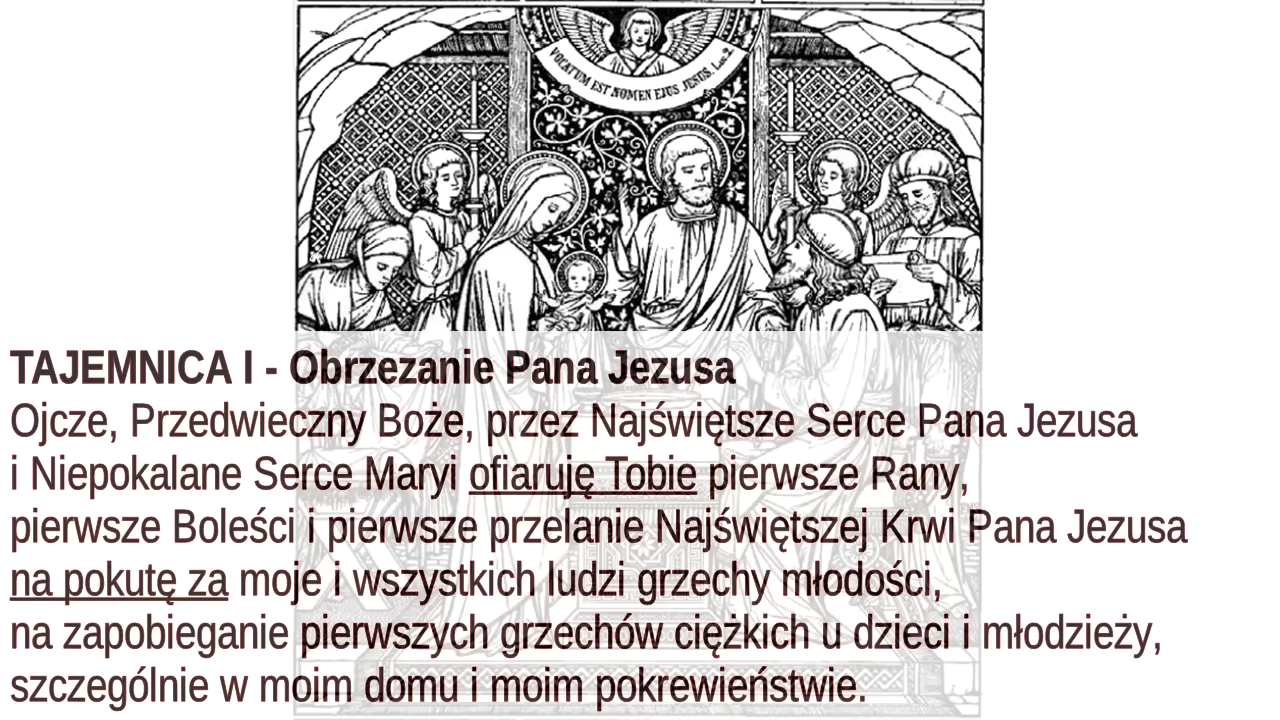 VOCATUM EST NOMEN EJUS JESUS. Luc. 2
TAJEMNICA I - Obrzezanie Pana Jezusa
Ojcze, Przedwieczny Boże, przez Najświętsze Serce Pana Jezusa
i Niepokalane Serce Maryi ofiaruję Tobie pierwsze Rany,
pierwsze Boleści i pierwsze przelanie Najświętszej Krwi Pana Jezusa
na pokutę za moje i wszystkich ludzi grzechy młodości,
na zapobieganie pierwszych grzechów ciężkich u dzieci i młodzieży,
szczególnie w moim domu i moim pokrewieństwie.